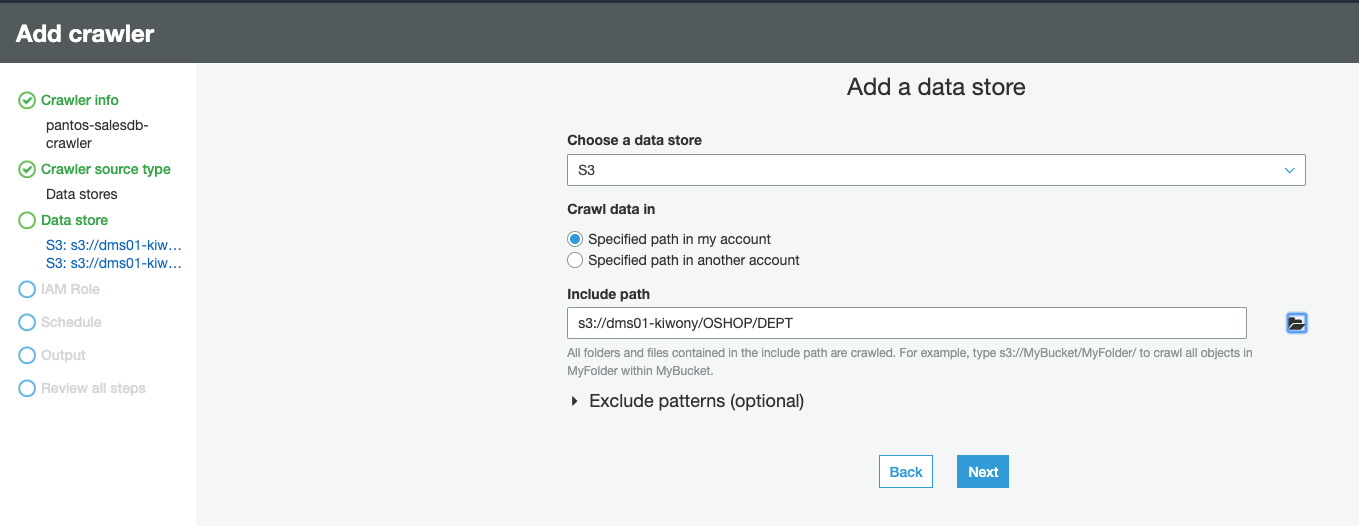 Add crawler
Crawler info
pantos-salesdb-
crawler
Crawler source type
Data stores
Data store
S3: s3://dms01-kiw…
S3: s3://dms01-kiw…
IAM Role
Schedule
Output
Review all steps
Add a data store
Choose a data store
S3
Crawl data in
Specified path in my account
Specified path in another account
Include path
s3://dms01-kiwony/OSHOP/DEPT
All folders and files contained in the include path are crawled. For example, type s3://MyBucket/MyFolder/ to crawl all objects in
MyFolder within MyBucket.
Exclude patterns (optional)
Back
Next